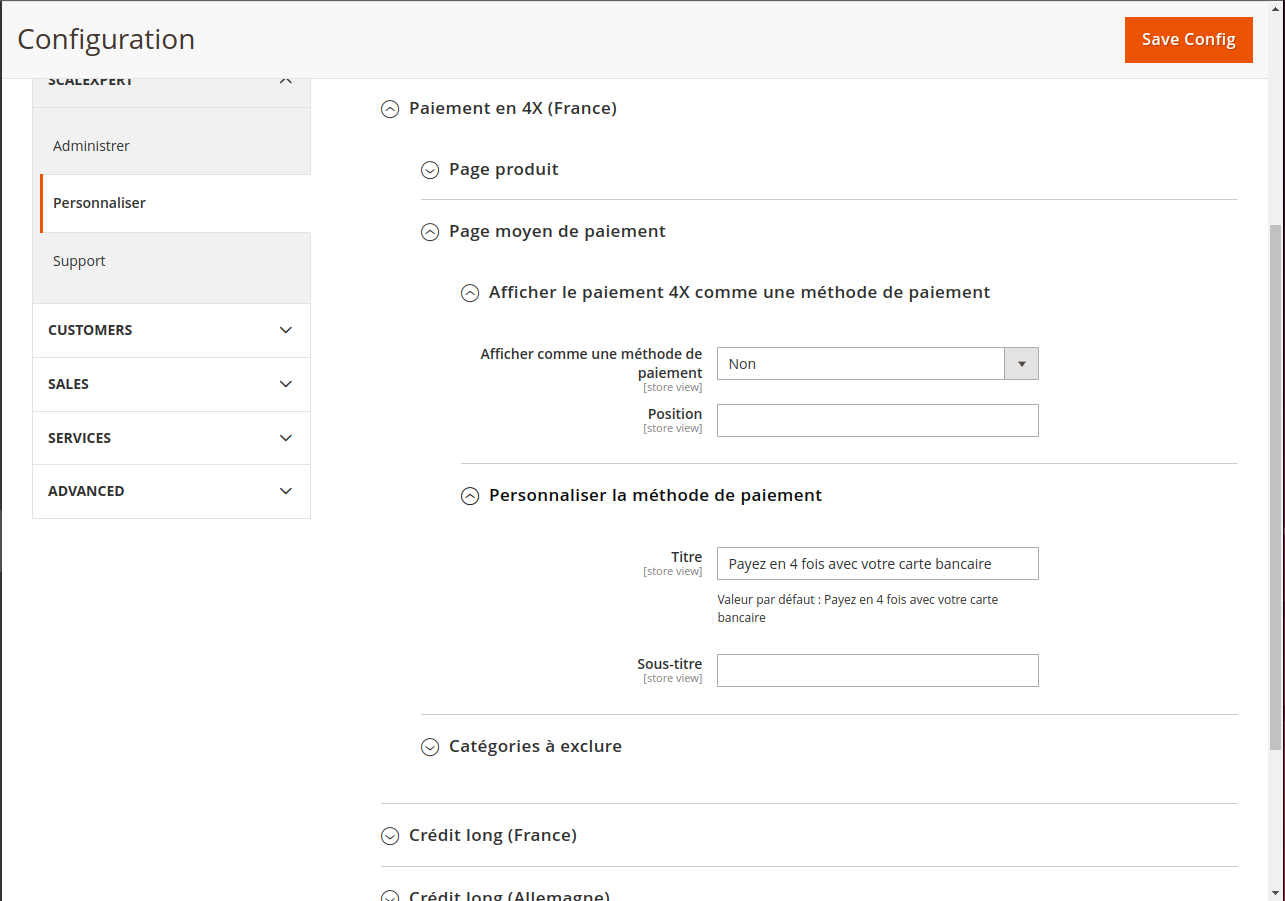 Configuration
Save Config
SCALEXPERT
Administrer
Personnaliser
Support
CUSTOMERS
SALES
SERVICES
ADVANCED
Paiement en 4X (France)
Page produit
Page moyen de paiement
Afficher le paiement 4X comme une méthode de paiement
Afficher comme une méthode de
paiement
[store view]
Non
Position
[store view]
Personnaliser la méthode de paiement
Titre
[store view]
Payez en 4 fois avec votre carte bancaire
Valeur par défaut : Payez en 4 fois avec votre carte
bancaire
Sous-titre
[store view]
Catégories à exclure
Crédit long (France)
Crédit long (Allemagne)